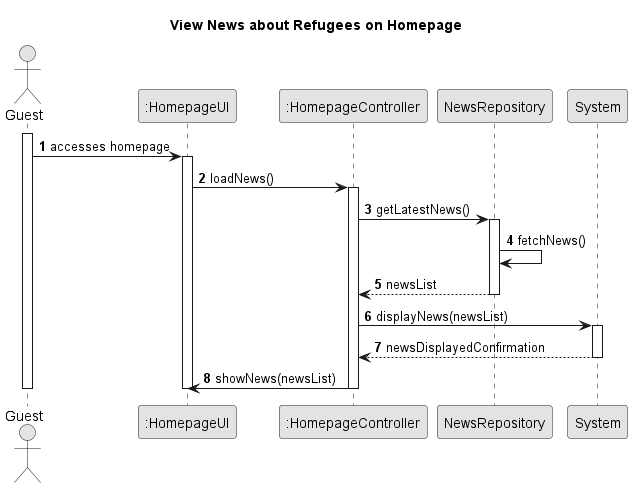 View News about Refugees on Homepage
Guest
:HomepageUI
:HomepageController
NewsRepository
System
1 accesses homepage
2 loadNews()
3 getLatestNews()
4 fetchNews()
5 newsList
6 displayNews(newsList)
7 newsDisplayedConfirmation
8 showNews(newsList)
Guest
:HomepageUI
:HomepageController
NewsRepository
System